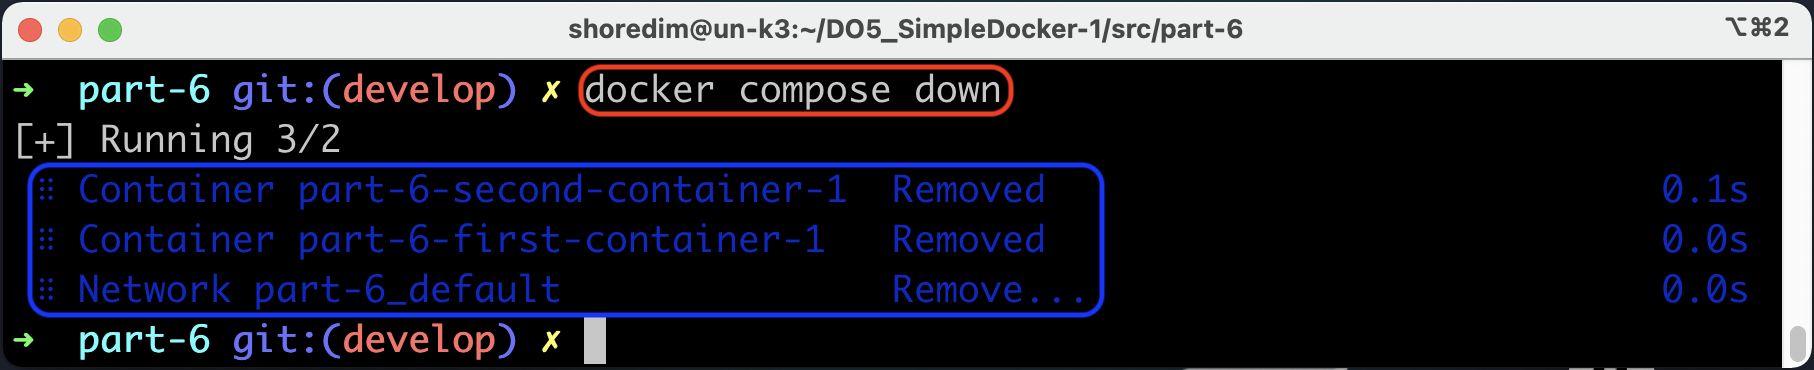 shoredim@un-k3:~/DO5_SimpleDocker-1/src/part-6 ⌥⌘2
➜ part-6 git:(develop) ✗ docker compose down
[+] Running 3/2
⠿ Container part-6-second-container-1 Removed 0.1s
⠿ Container part-6-first-container-1 Removed 0.0s
⠿ Network part-6_default Remove... 0.0s
➜ part-6 git:(develop) ✗